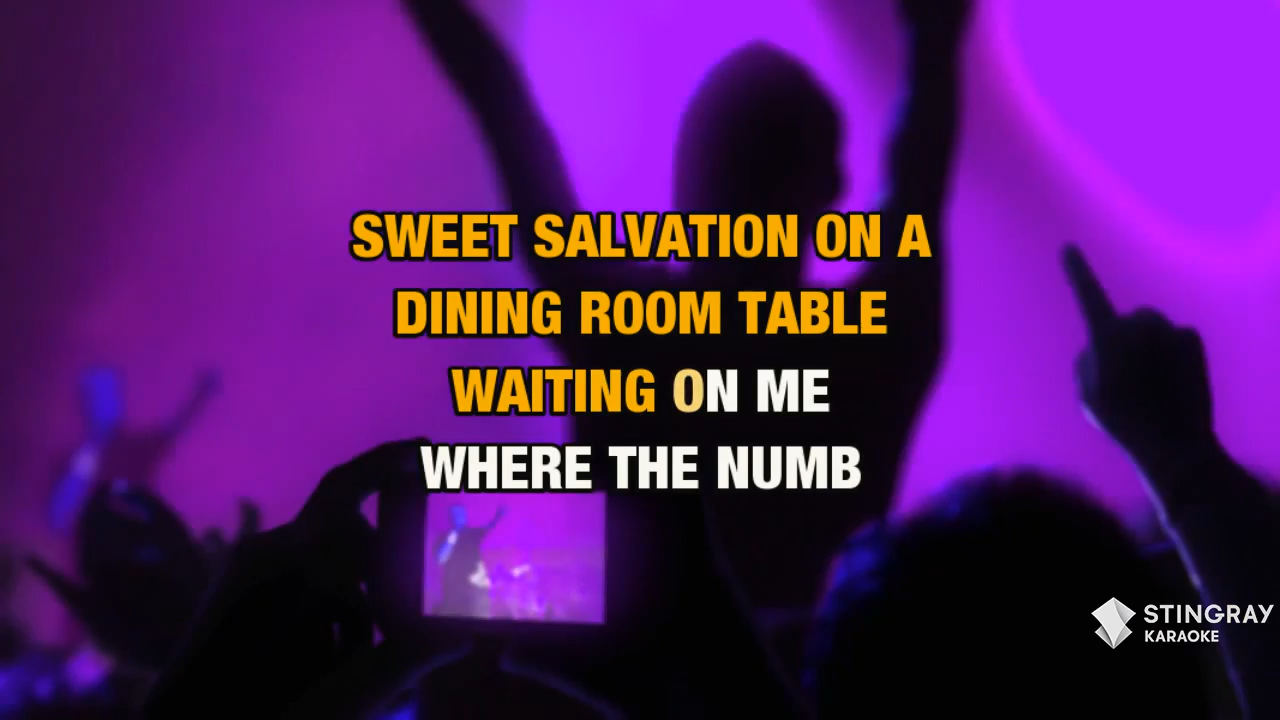 SWEET SALVATION ON A
DINING ROOM TABLE
WAITING ON ME
WHERE THE NUMB
STINGRAY
KARAOKE